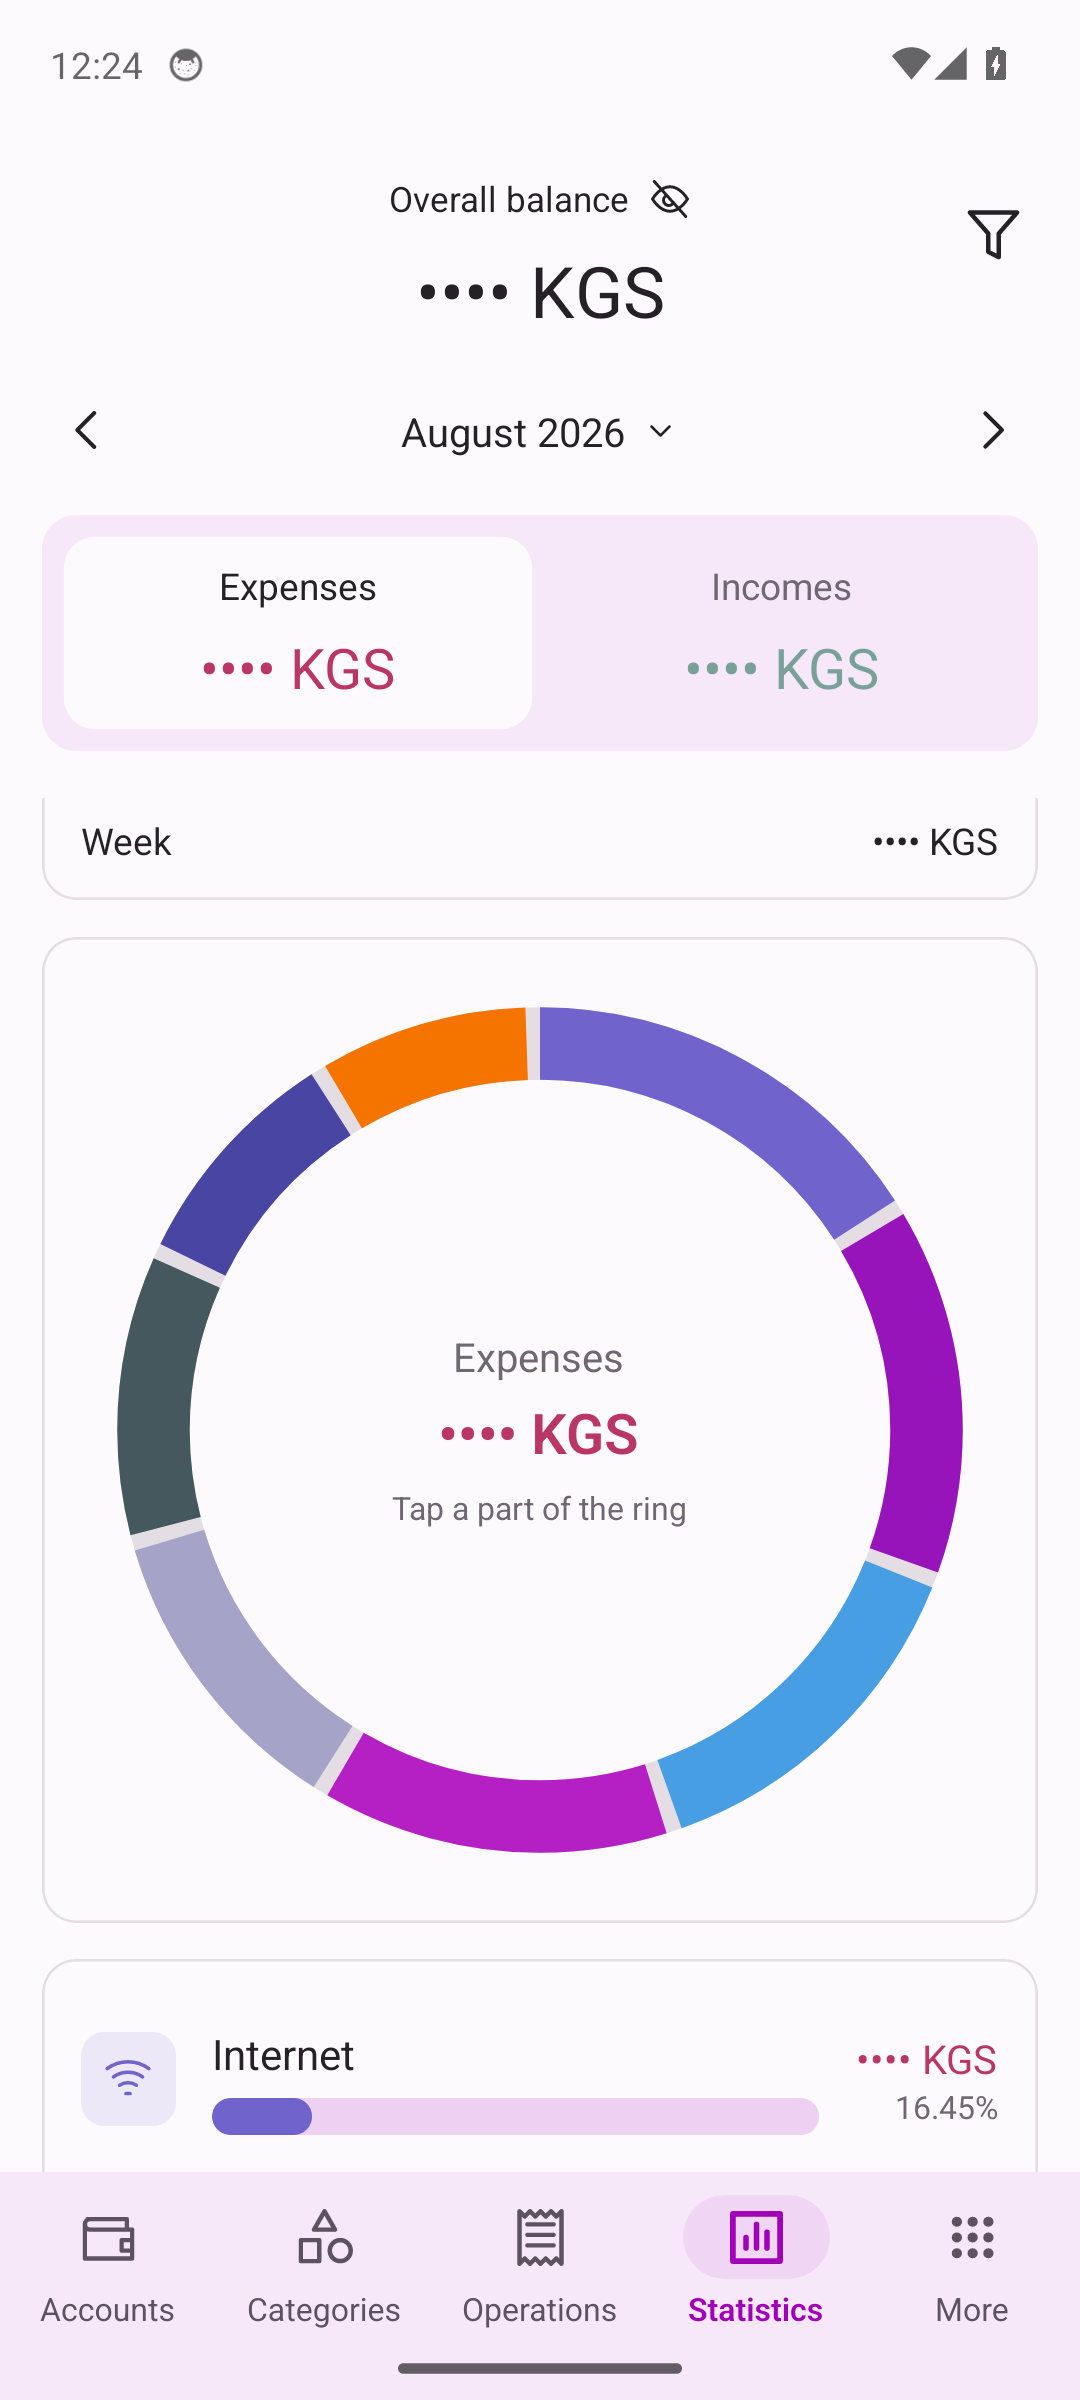 12:24
Overall balance
•••• KGS
August 2026
Expenses
•••• KGS
Incomes
•••• KGS
Week
•••• KGS
Expenses
•••• KGS
Tap a part of the ring
Internet
•••• KGS
16.45%
Accounts
Categories
Operations
Statistics
More